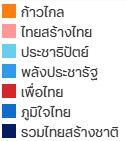 ก้าวไกล
ไทยสร้างไทย
ประชาธิปัตย์
พลังประชารัฐ
เพื่อไทย
ภูมิใจไทย
รวมไทยสร้างชาติ